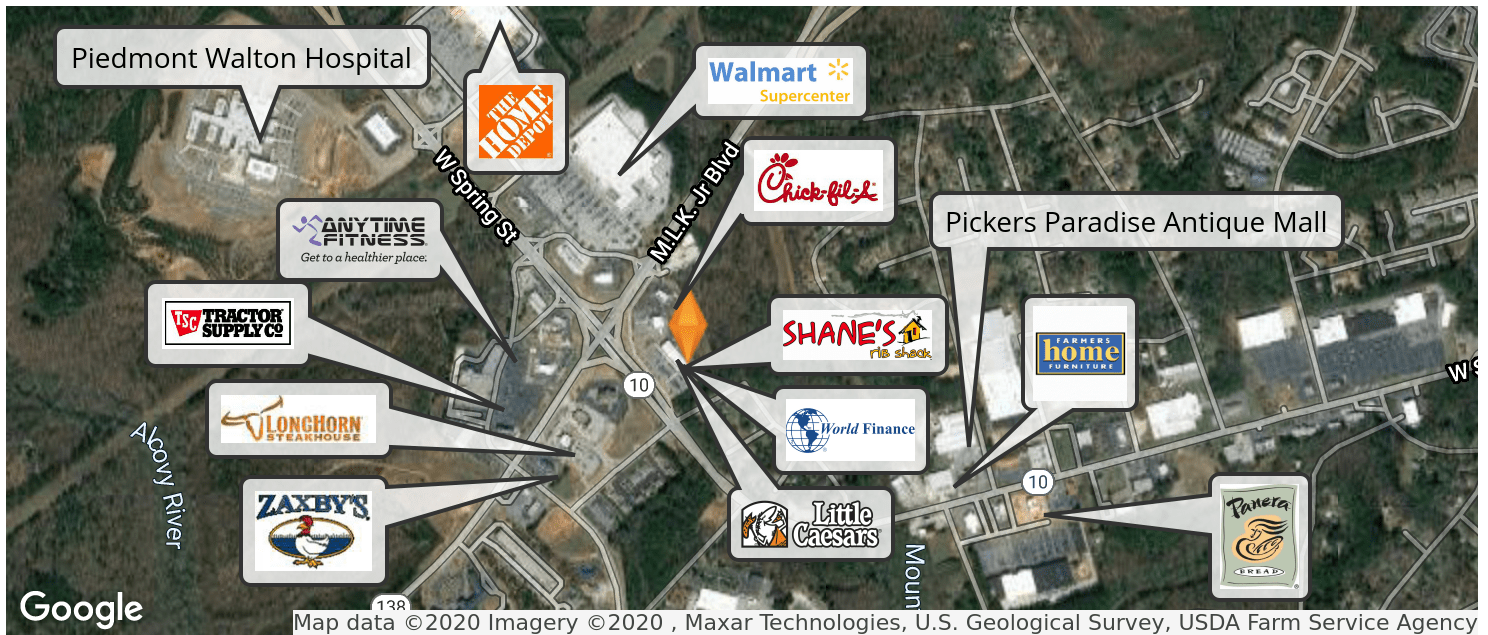 Piedmont Walton Hospital
THE
HOME
DEPOT
Walmart
Supercenter
W Spring St
M.L.K. Jr Blvd
Chick-fil-A
ANYTIME
FITNESS
Get to a healthier place.
Pickers Paradise Antique Mall
TSC TRACTOR
SUPPLY CO
SHANE'S
rib shack
FARMERS
home
FURNITURE
W S
10
LONGHORN
STEAKHOUSE
World Finance
Alcovy River
10
ZAXBY'S
Little
Caesars
Panera
BREAD
Moun
138
Google
Map data ©2020 Imagery ©2020 , Maxar Technologies, U.S. Geological Survey, USDA Farm Service Agency